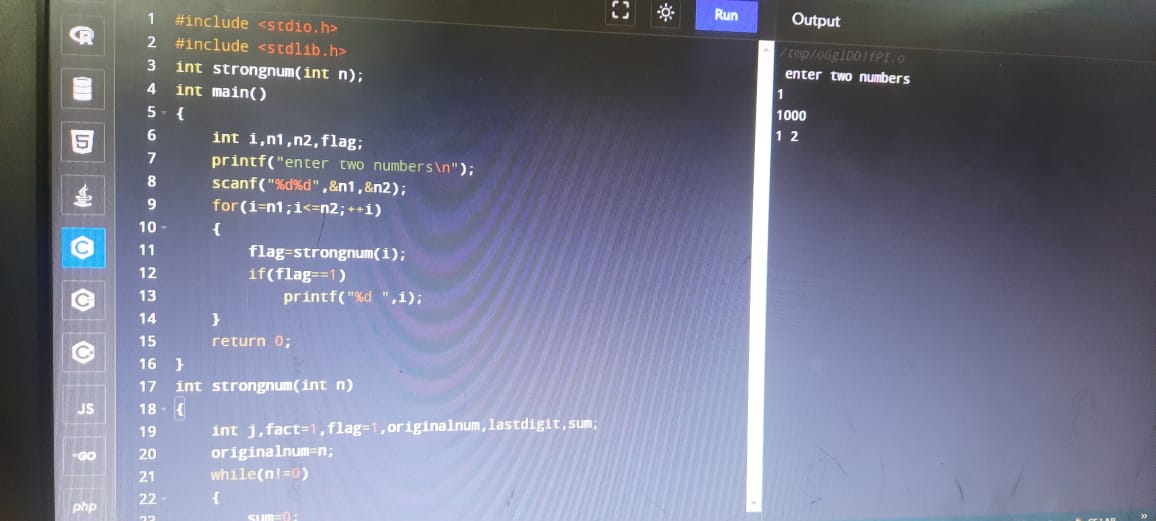 Run
Output
1 #include <stdio.h>
2 #include <stdlib.h>
3 int strongnum(int n);
4 int main()
5 {
6 int i,n1,n2,flag;
7 printf("enter two numbers\n");
8 scanf("%d%d",&n1,&n2);
9 for(i=n1;i<=n2;++i)
10 {
11 flag=strongnum(i);
12 if(flag==1)
13 printf("%d ",i);
14 }
15 return 0;
16 }
17 int strongnum(int n)
18 {
19 int j,fact=1,flag=1,originalnum,lastdigit,sum;
20 originalnum=n;
21 while(n!=0)
22 {
23 sum=0;
/tmp/oGglDD1fPI.o
enter two numbers
1
1000
1 2
R
5
C
C
C
JS
GO
php